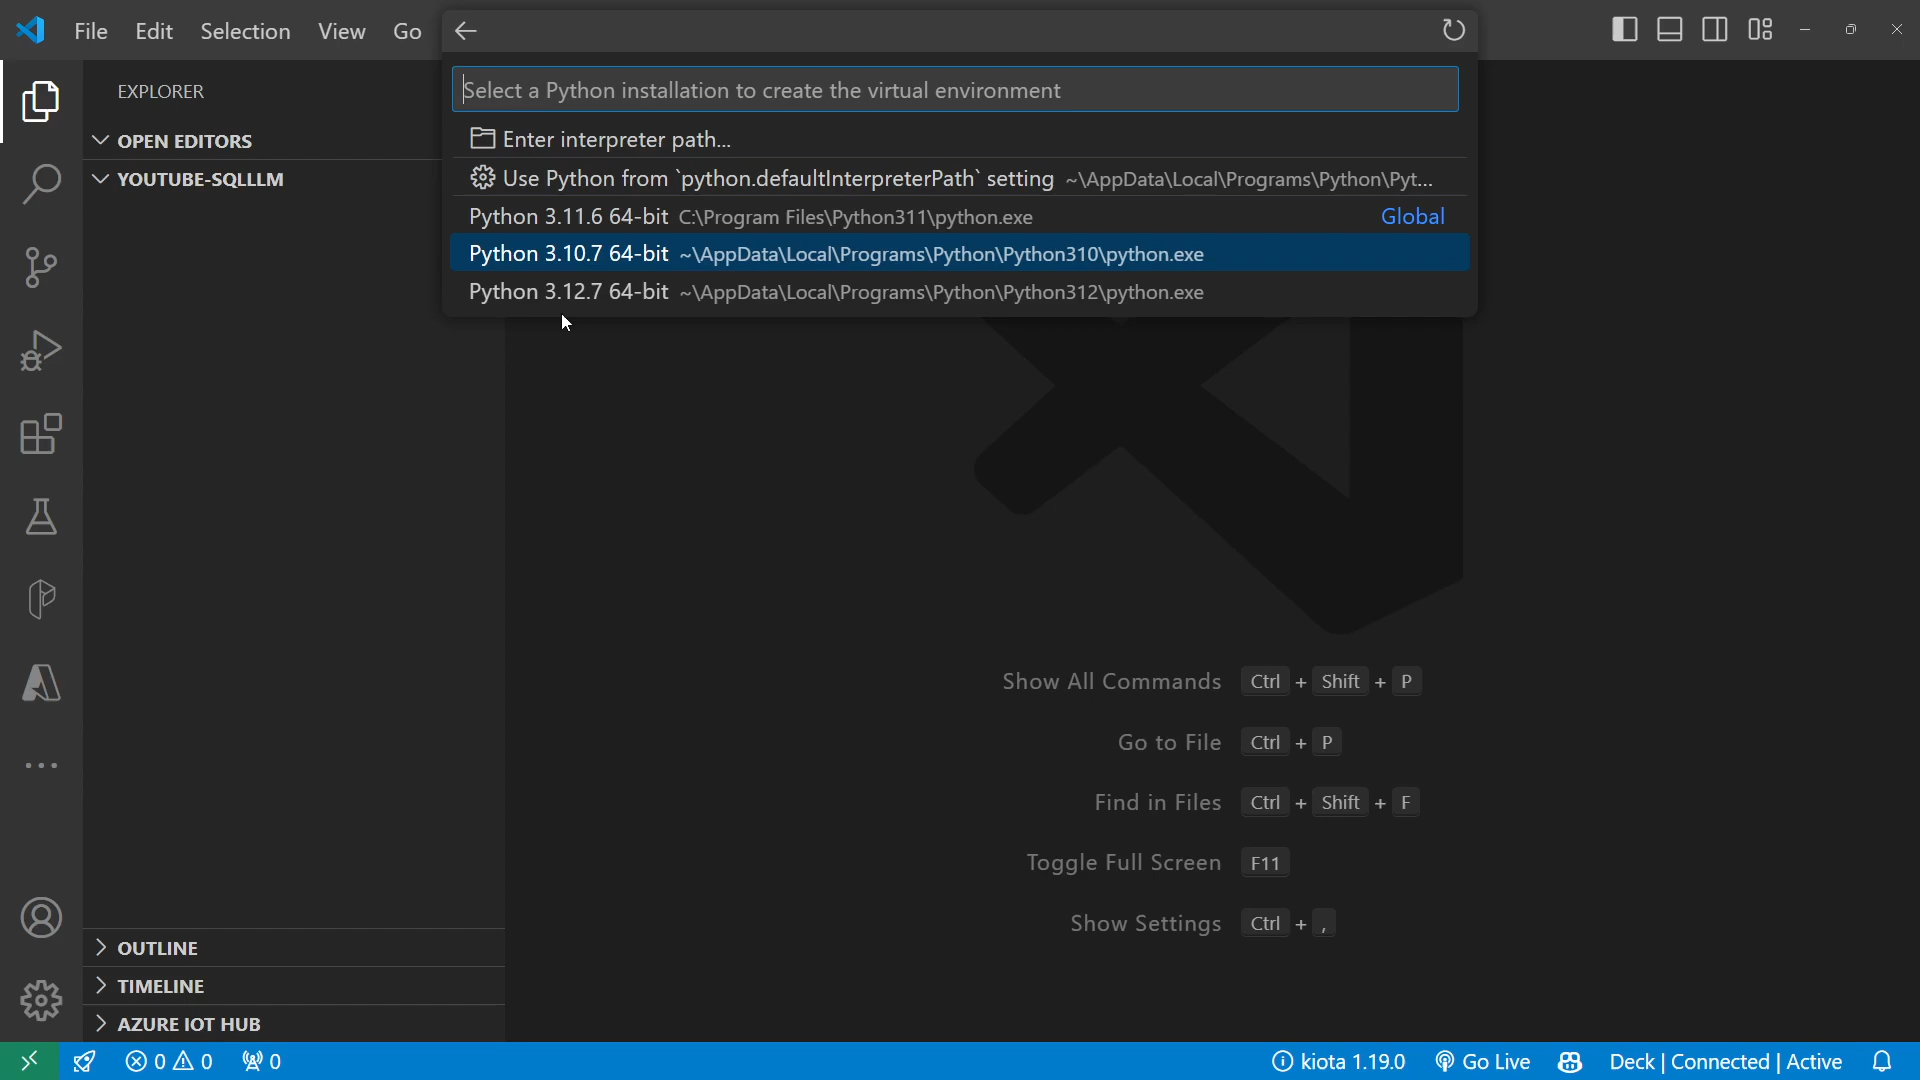 File Edit Selection View Go
Select a Python installation to create the virtual environment
EXPLORER
OPEN EDITORS
YOUTUBE-SQLLLM
Enter interpreter path...
Use Python from `python.defaultInterpreterPath` setting ~\AppData\Local\Programs\Python\Pyt...
Python 3.11.6 64-bit C:\Program Files\Python311\python.exe Global
Python 3.10.7 64-bit ~\AppData\Local\Programs\Python\Python310\python.exe
Python 3.12.7 64-bit ~\AppData\Local\Programs\Python\Python312\python.exe
Show All Commands Ctrl + Shift + P
Go to File Ctrl + P
Find in Files Ctrl + Shift + F
Toggle Full Screen F11
Show Settings Ctrl + ,
OUTLINE
TIMELINE
AZURE IOT HUB
0 0 0 kiota 1.19.0 Go Live Deck | Connected | Active